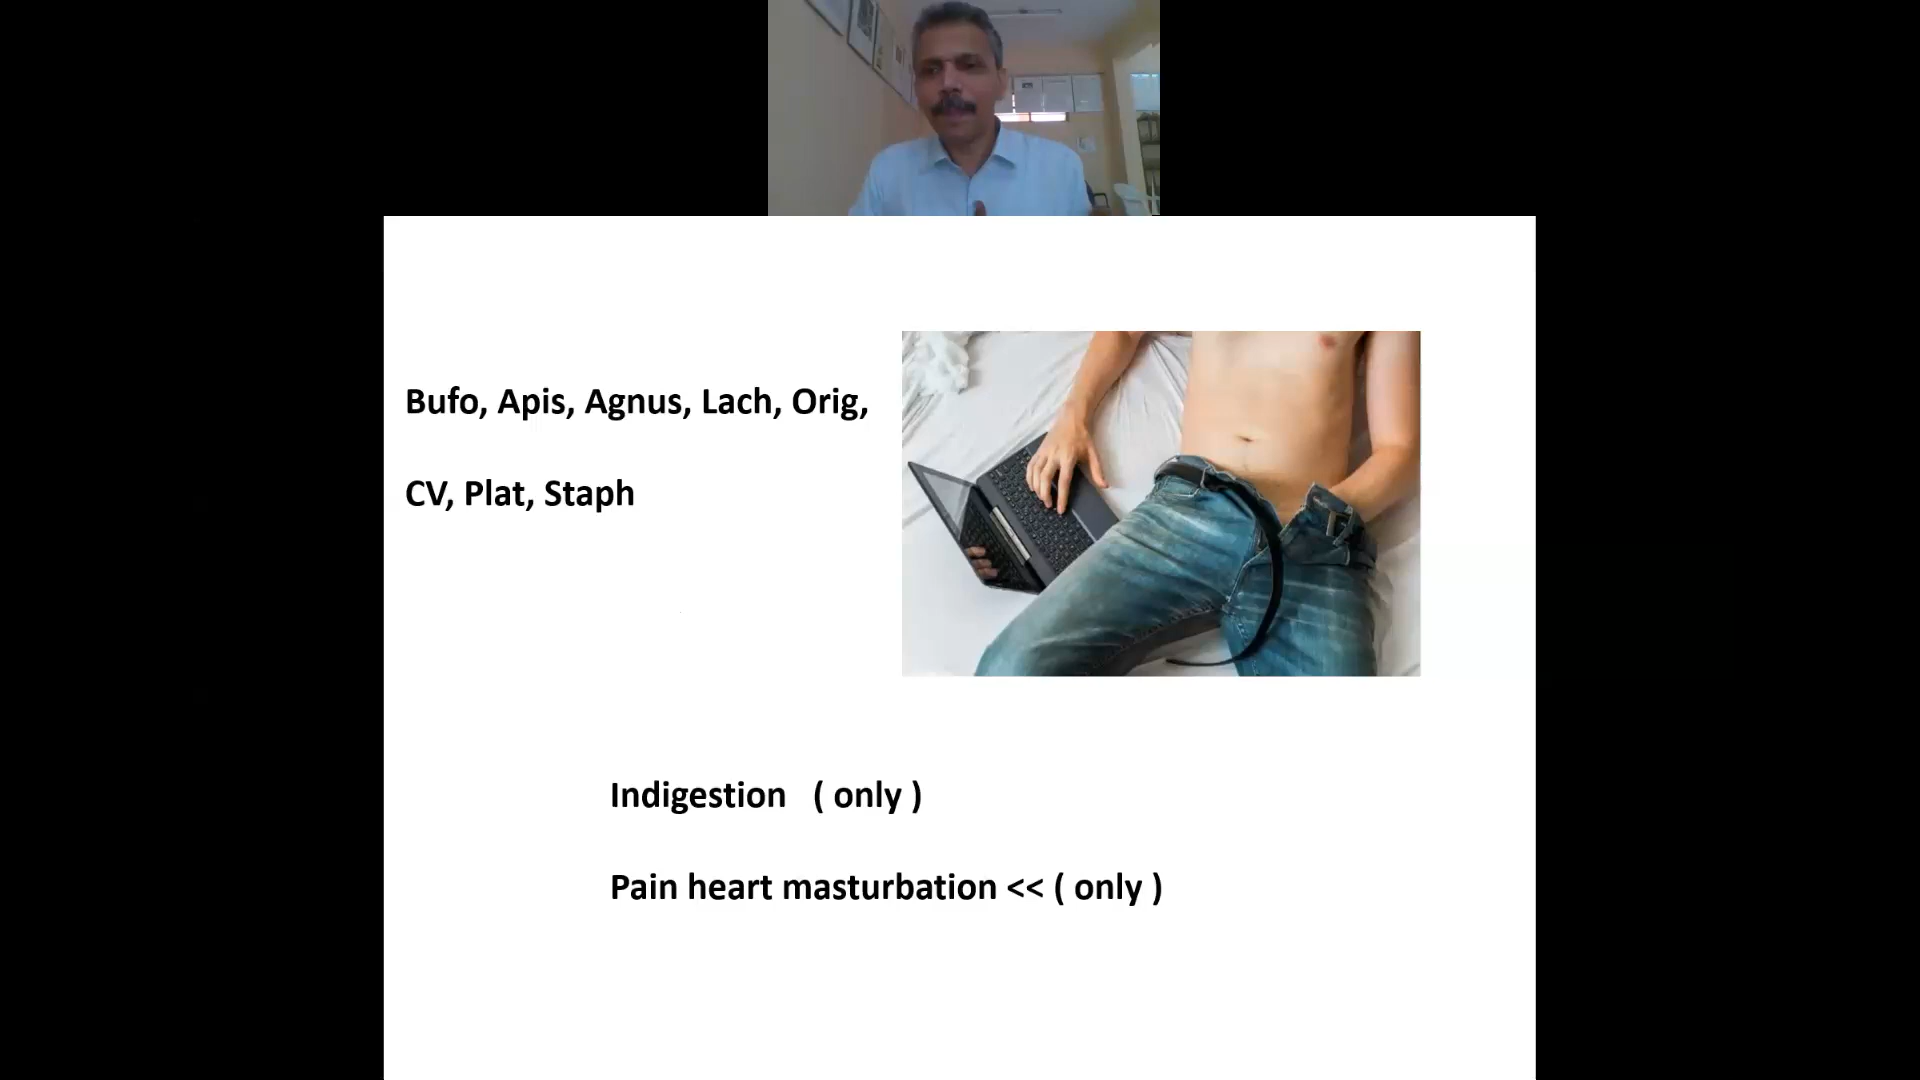 Bufo, Apis, Agnus, Lach, Orig,
CV, Plat, Staph
Indigestion   ( only )
Pain heart masturbation << ( only )